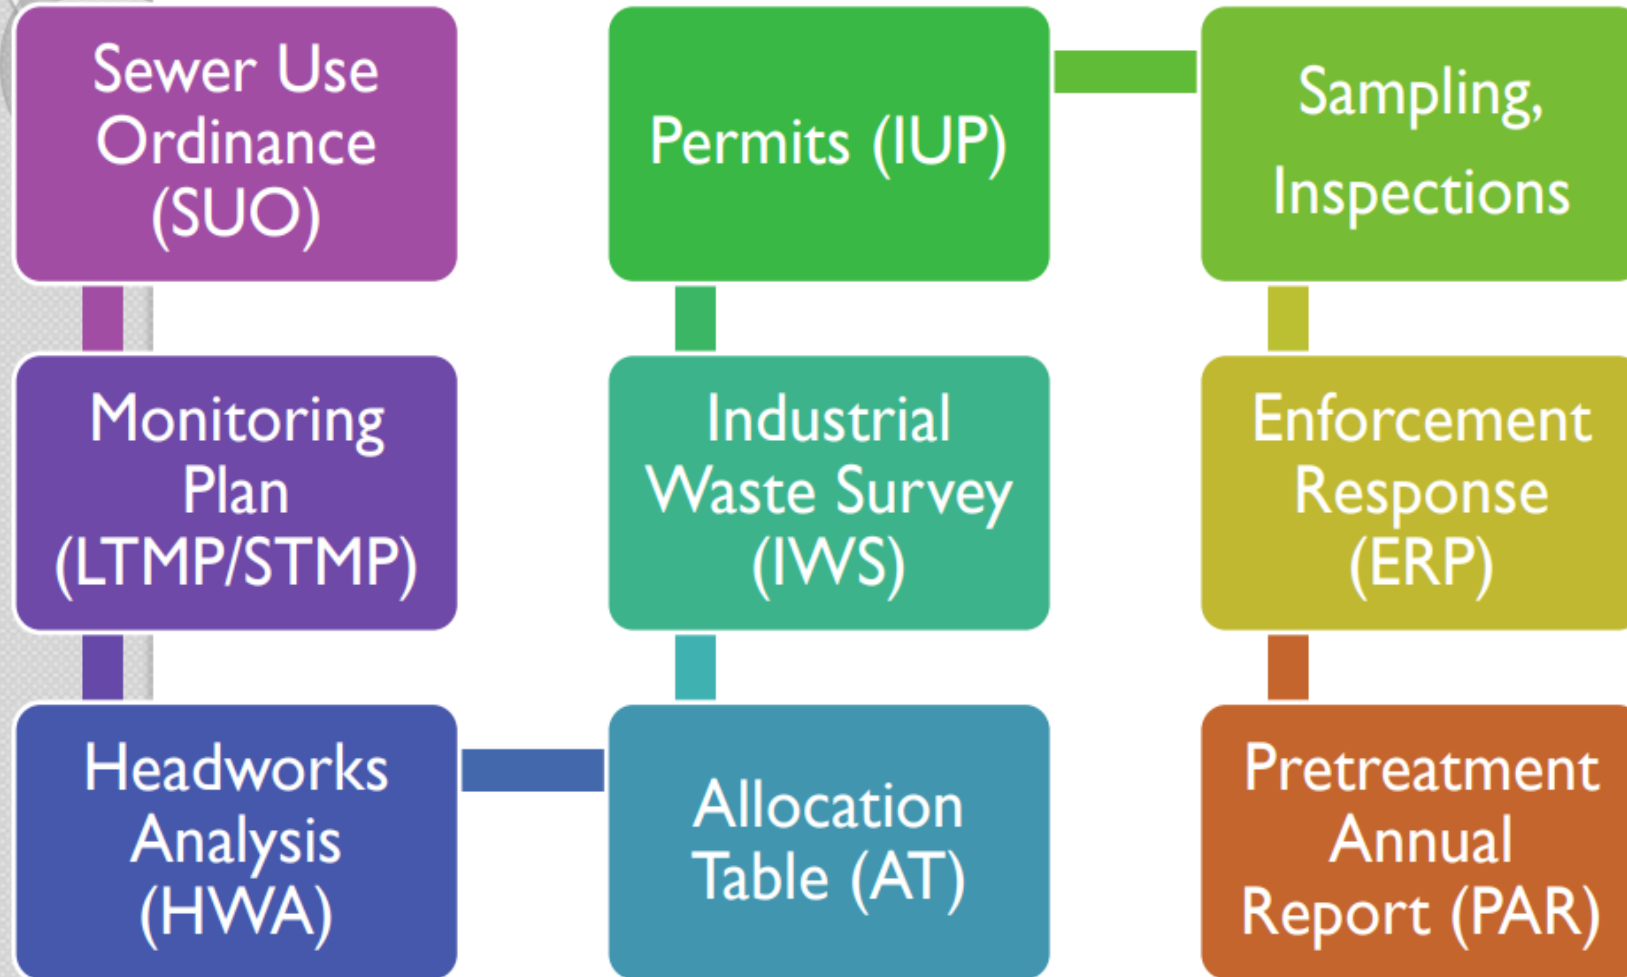 Sewer Use
Ordinance
(SUO)
Monitoring
Plan
(LTMP/STMP)
Headworks
Analysis
(HWA)
Allocation
Table (AT)
Industrial
Waste Survey
(IWS)
Permits (IUP)
Sampling,
Inspections
Enforcement
Response
(ERP)
Pretreatment
Annual
Report (PAR)